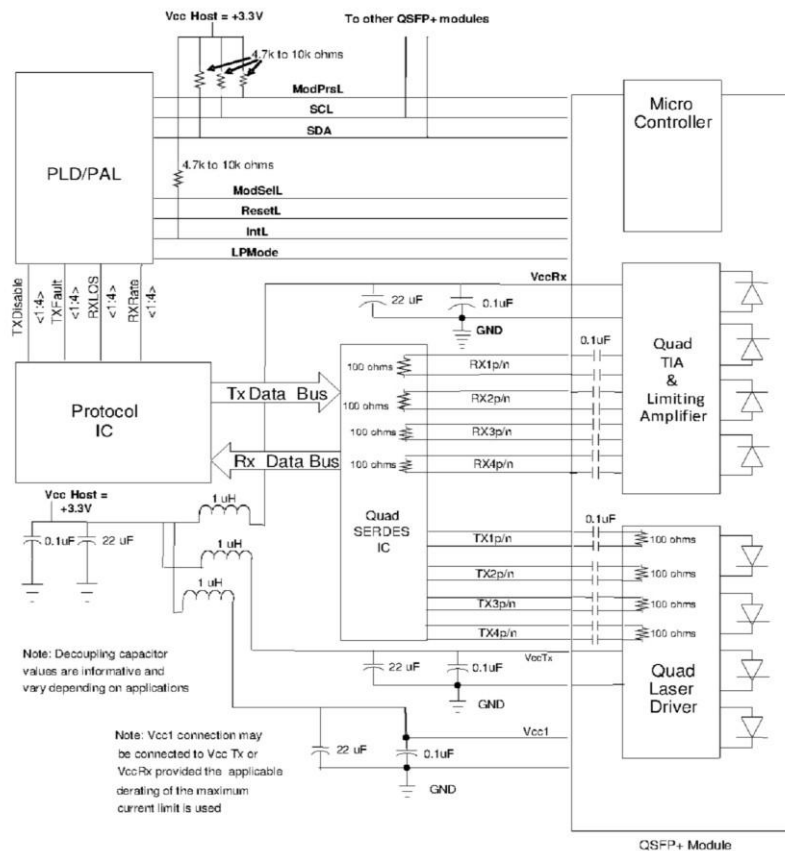 Vcc Host = +3.3V
To other QSFP+ modules
4.7k to 10k ohms
ModPrsL
SCL
SDA
Micro
Controller
PLD/PAL
4.7k to 10k ohms
ModSelL
ResetL
IntL
LPMode
TXDisable
<1:4>
TXFault
<1:4>
RXLOS
<1:4>
RXRate
<1:4>
VccRx
22 uF
0.1uF
GND
Protocol
IC
Tx Data Bus
Rx Data Bus
100 ohms
100 ohms
100 ohms
100 ohms
Quad
SERDES
IC
RX1p/n
RX2p/n
RX3p/n
RX4p/n
0.1uF
Quad
TIA
&
Limiting
Amplifier
Vcc Host =
+3.3V
0.1uF
22 uF
1 uH
1 uH
1 uH
TX1p/n
TX2p/n
TX3p/n
TX4p/n
0.1uF
100 ohms
100 ohms
100 ohms
100 ohms
Quad
Laser
Driver
VccTx
22 uF
0.1uF
GND
Note: Decoupling capacitor
values are informative and
vary depending on applications
Note: Vcc1 connection may
be connected to Vcc Tx or
VccRx provided the applicable
derating of the maximum
current limit is used
Vcc1
22 uF
0.1uF
GND
QSFP+ Module